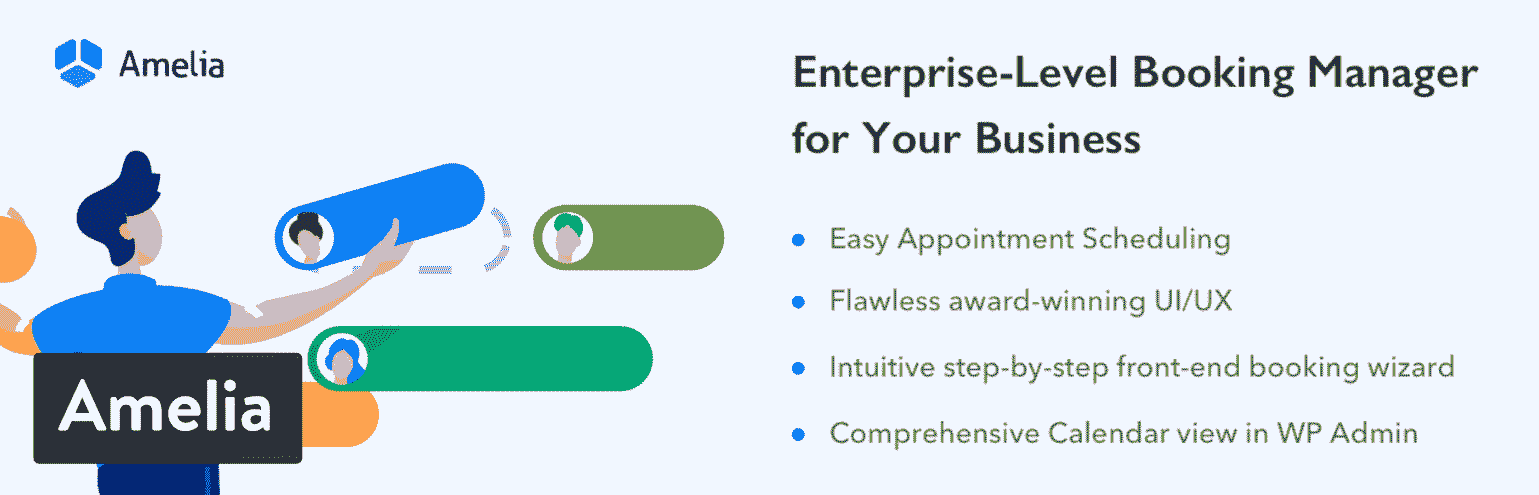 Amelia
Enterprise-Level Booking Manager
for Your Business
Easy Appointment Scheduling
Flawless award-winning UI/UX
Intuitive step-by-step front-end booking wizard
Comprehensive Calendar view in WP Admin
Amelia